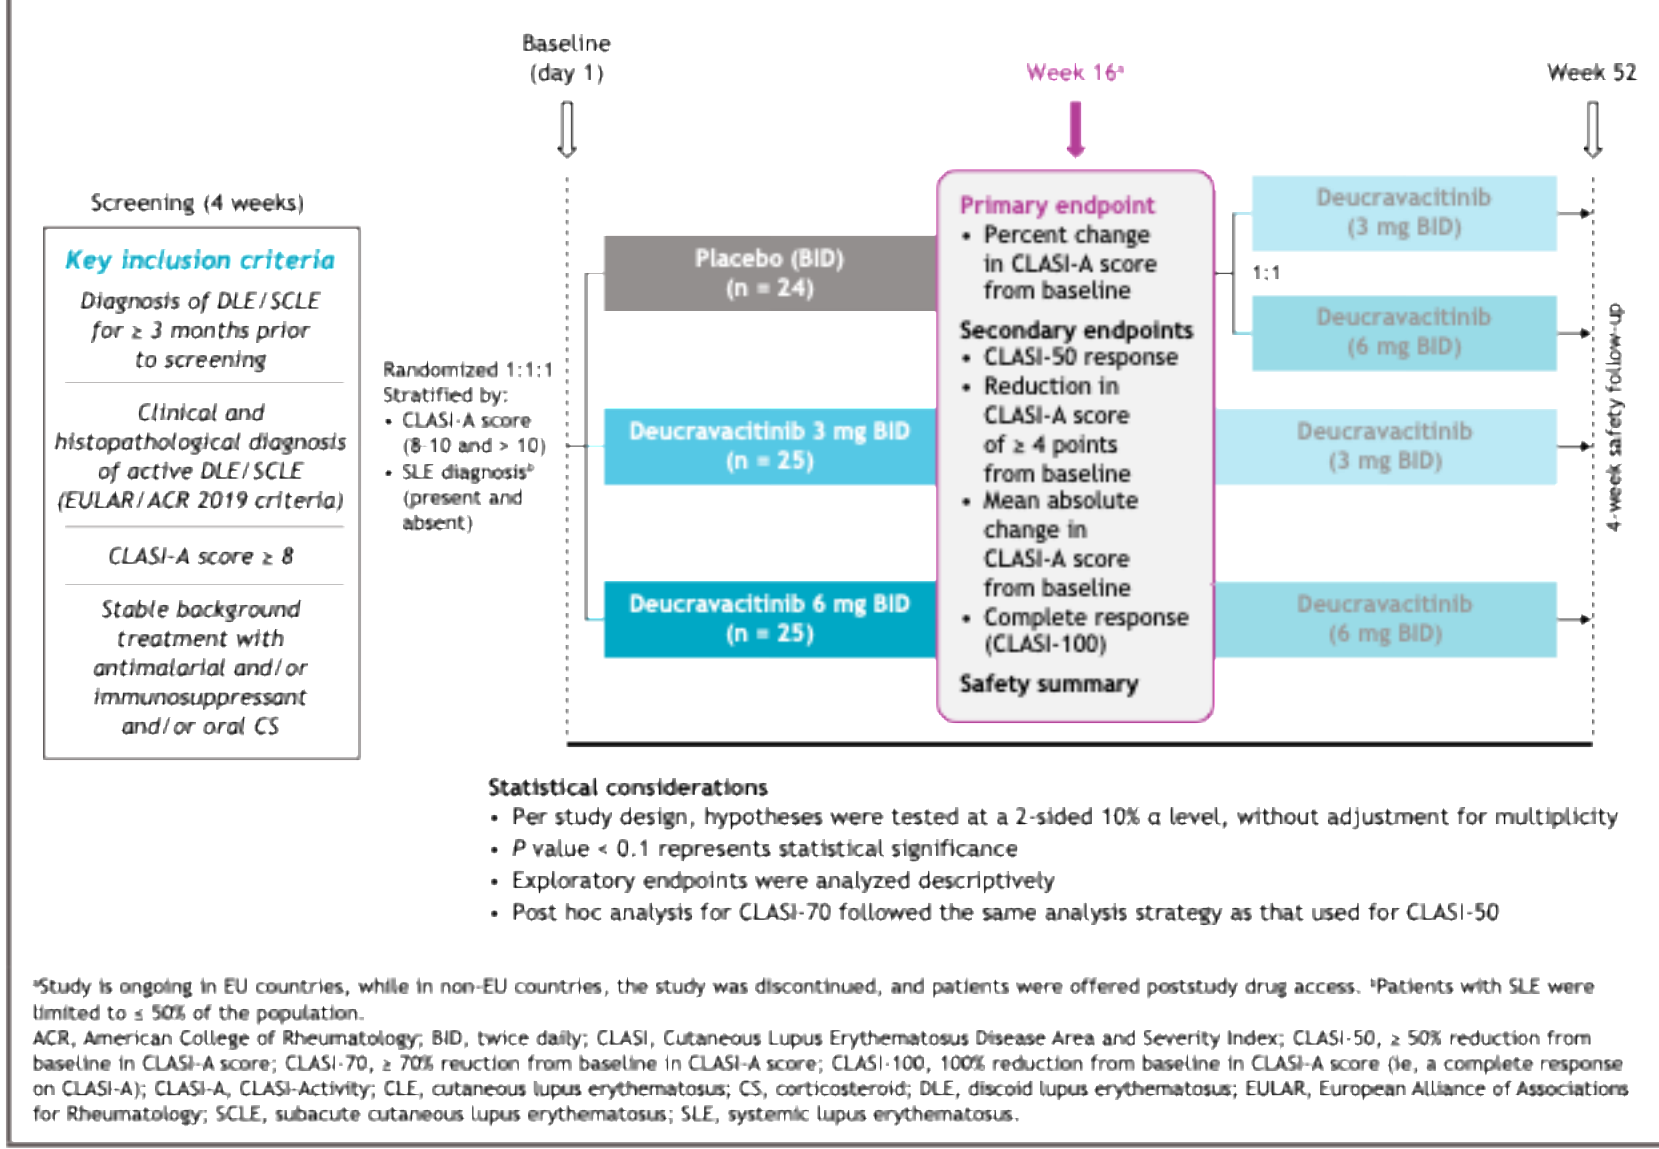 Baseline
(day 1)
Week 16ᵃ
Week 52
Screening (4 weeks)
Key inclusion criteria
Diagnosis of DLE/SCLE
for ≥ 3 months prior
to screening
Clinical and
histopathological diagnosis
of active DLE/SCLE
(EULAR/ACR 2019 criteria)
CLASI-A score ≥ 8
Stable background
treatment with
antimalarial and/or
immunosuppressant
and/or oral CS
Randomized 1:1:1
Stratified by:
• CLASI-A score
(8-10 and > 10)
• SLE diagnosisᵇ
(present and
absent)
Placebo (BID)
(n = 24)
Deucravacitinib 3 mg BID
(n = 25)
Deucravacitinib 6 mg BID
(n = 25)
Primary endpoint
• Percent change
in CLASI-A score
from baseline
Secondary endpoints
• CLASI-50 response
• Reduction in
CLASI-A score
of ≥ 4 points
from baseline
• Mean absolute
change in
CLASI-A score
from baseline
• Complete response
(CLASI-100)
Safety summary
1:1
Deucravacitinib
(3 mg BID)
Deucravacitinib
(6 mg BID)
Deucravacitinib
(3 mg BID)
Deucravacitinib
(6 mg BID)
4-week safety follow-up
Statistical considerations
• Per study design, hypotheses were tested at a 2-sided 10% α level, without adjustment for multiplicity
• P value < 0.1 represents statistical significance
• Exploratory endpoints were analyzed descriptively
• Post hoc analysis for CLASI-70 followed the same analysis strategy as that used for CLASI-50
ᵃStudy is ongoing in EU countries, while in non-EU countries, the study was discontinued, and patients were offered poststudy drug access. ᵇPatients with SLE were
limited to ≤ 50% of the population.
ACR, American College of Rheumatology; BID, twice daily; CLASI, Cutaneous Lupus Erythematosus Disease Area and Severity Index; CLASI-50, ≥ 50% reduction from
baseline in CLASI-A score; CLASI-70, ≥ 70% reuction from baseline in CLASI-A score; CLASI-100, 100% reduction from baseline in CLASI-A score (ie, a complete response
on CLASI-A); CLASI-A, CLASI-Activity; CLE, cutaneous lupus erythematosus; CS, corticosteroid; DLE, discoid lupus erythematosus; EULAR, European Alliance of Associations
for Rheumatology; SCLE, subacute cutaneous lupus erythematosus; SLE, systemic lupus erythematosus.